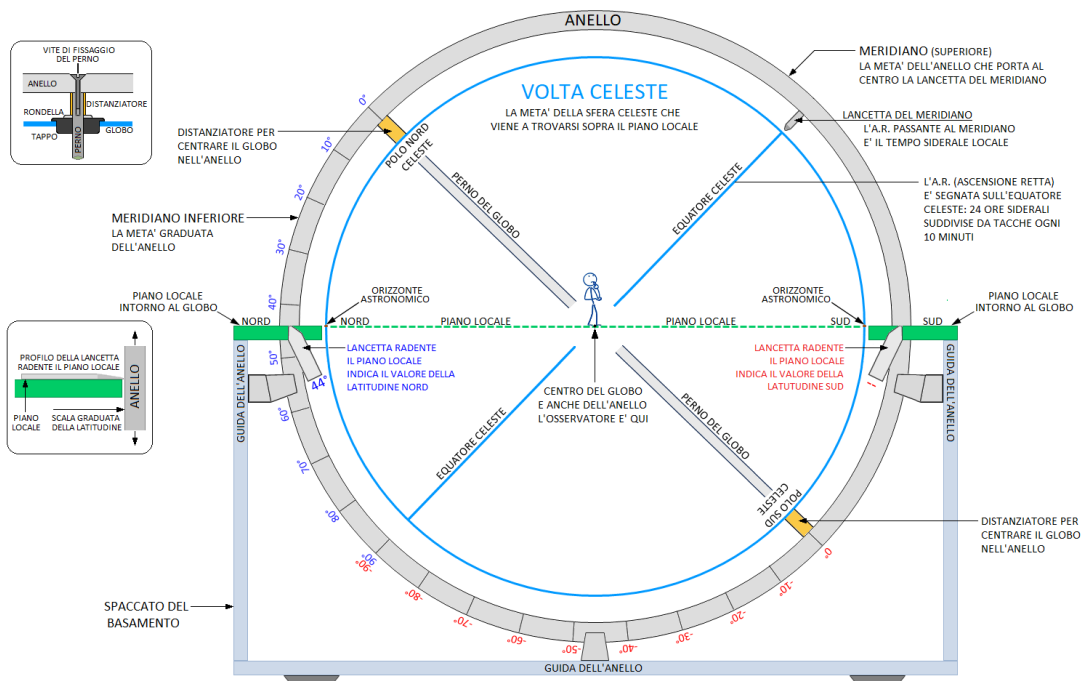 ANELLO
VITE DI FISSAGGIO
DEL PERNO
ANELLO
DISTANZIATORE
RONDELLA
TAPPO
PERNO
GLOBO
MERIDIANO (SUPERIORE)
LA META' DELL'ANELLO CHE PORTA AL
CENTRO LA LANCETTA DEL MERIDIANO
VOLTA CELESTE
LA META' DELLA SFERA CELESTE CHE
VIENE A TROVARSI SOPRA IL PIANO LOCALE
LANCETTA DEL MERIDIANO
L'A.R. PASSANTE AL MERIDIANO
E' IL TEMPO SIDERALE LOCALE
DISTANZIATORE PER
CENTRARE IL GLOBO
NELL'ANELLO
POLO NORD
CELESTE
PERNO DEL GLOBO
EQUATORE CELESTE
L'A.R. (ASCENSIONE RETTA)
E' SEGNATA SULL'EQUATORE
CELESTE: 24 ORE SIDERALI
SUDDIVISE DA TACCHE OGNI
10 MINUTI
MERIDIANO INFERIORE
LA META' GRADUATA
DELL'ANELLO
0°
10°
20°
30°
40°
50°
44°
60°
70°
80°
90°
PIANO LOCALE
INTORNO AL GLOBO
ORIZZONTE
ASTRONOMICO
ORIZZONTE
ASTRONOMICO
PIANO LOCALE
INTORNO AL GLOBO
NORD
NORD
PIANO LOCALE
PIANO LOCALE
SUD
SUD
PROFILO DELLA LANCETTA
RADENTE IL PIANO LOCALE
PIANO
LOCALE
SCALA GRADUATA
DELLA LATITUDINE
ANELLO
GUIDA DELL'ANELLO
LANCETTA RADENTE
IL PIANO LOCALE
INDICA IL VALORE DELLA
LATITUDINE NORD
LANCETTA RADENTE
IL PIANO LOCALE
INDICA IL VALORE DELLA
LATUTUDINE SUD
--
GUIDA DELL'ANELLO
CENTRO DEL GLOBO
E ANCHE DELL'ANELLO
L'OSSERVATORE E' QUI
EQUATORE CELESTE
PERNO DEL GLOBO
POLO SUD
CELESTE
DISTANZIATORE PER
CENTRARE IL GLOBO
NELL'ANELLO
0°
-10°
-20°
-30°
-40°
-50°
-60°
-70°
-80°
-90°
SPACCATO DEL
BASAMENTO
GUIDA DELL'ANELLO